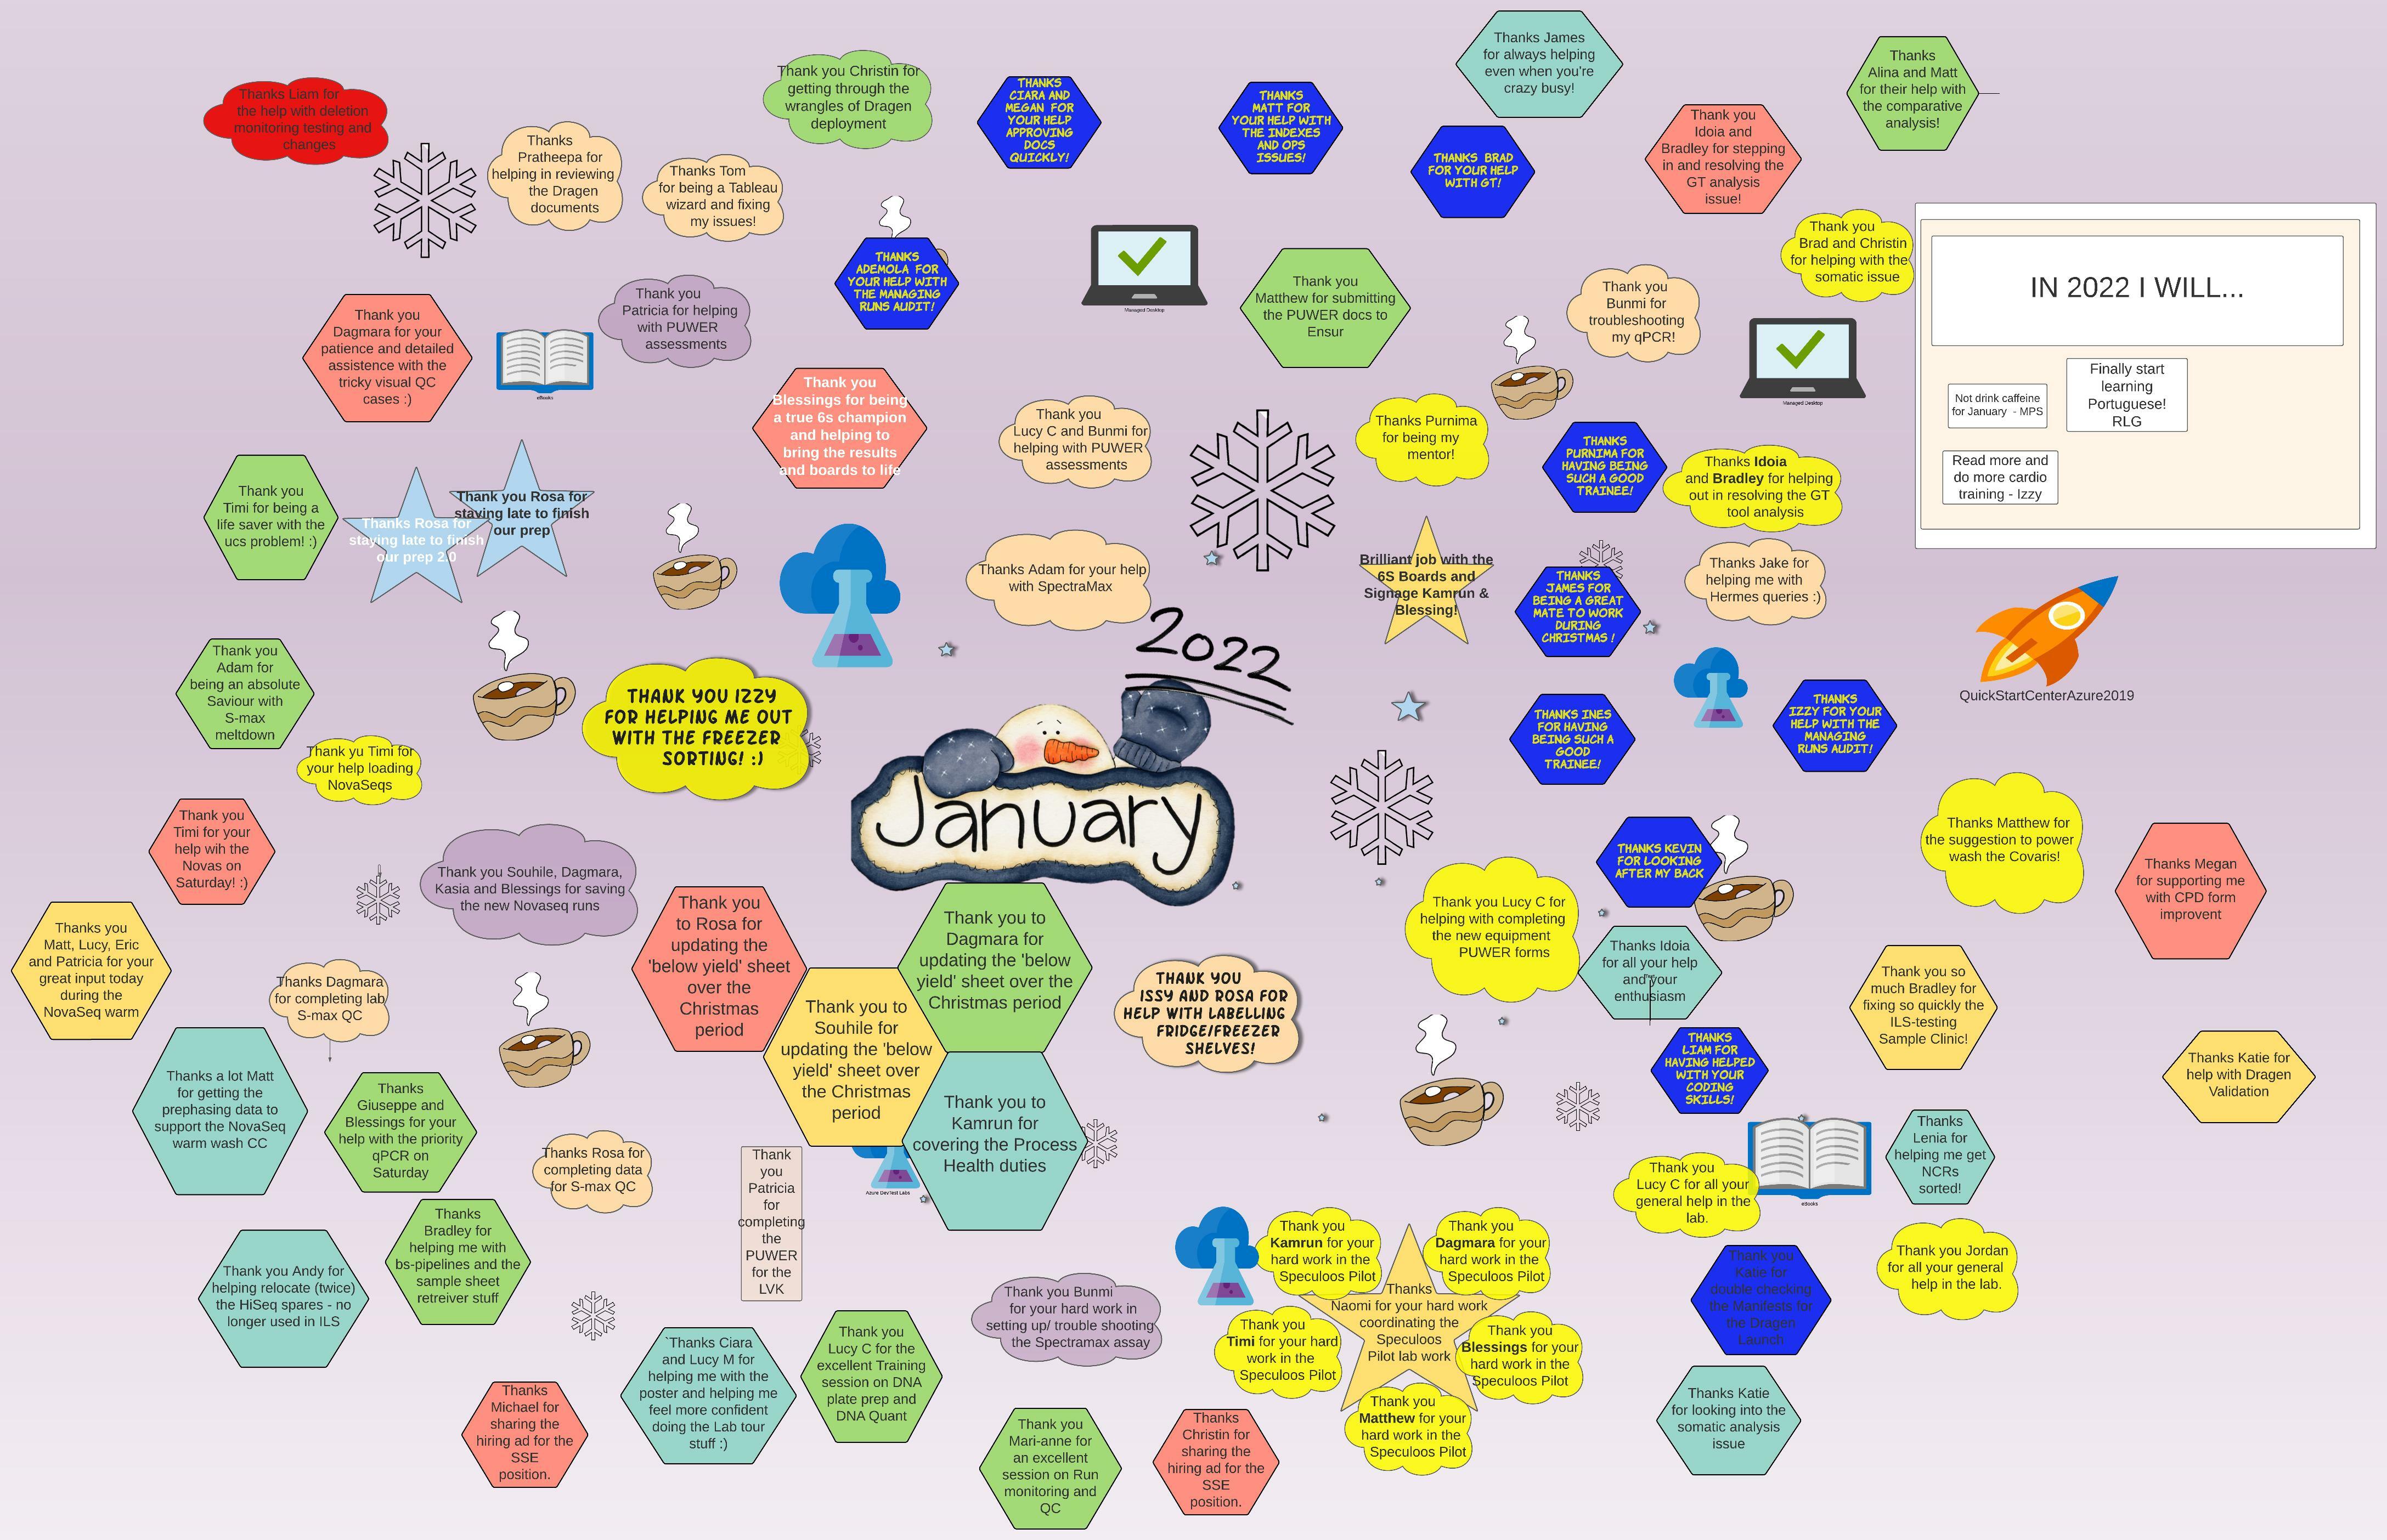 Thanks James
for always helping
even when you're
crazy busy!
Thanks
Alina and Matt
for their help with
the comparative
analysis!
Thank you Christin for
getting through the
wrangles of Dragen
deployment
THANKS
CIARA AND
MEGAN FOR
YOUR HELP
APPROVING
DOCS
QUICKLY!
THANKS
MATT FOR
YOUR HELP WITH
THE INDEXES
AND OPS
ISSUES!
Thanks Liam for
the help with deletion
monitoring testing and
changes
Thank you
Idoia and
Bradley for stepping
in and resolving the
GT analysis
issue!
THANKS BRAD
FOR YOUR HELP
WITH GT!
Thanks
Pratheepa for
helping in reviewing
the Dragen
documents
Thanks Tom
for being a Tableau
wizard and fixing
my issues!
Thank you
Brad and Christin
for helping with the
somatic issue
THANKS
ADEMOLA FOR
YOUR HELP WITH
THE MANAGING
RUNS AUDIT!
Managed Desktop
Thank you
Matthew for submitting
the PUWER docs to
Ensur
Thank you
Bunmi for
troubleshooting
my qPCR!
IN 2022 I WILL...
Thank you
Patricia for helping
with PUWER
assessments
Thank you
Dagmara for your
patience and detailed
assistence with the
tricky visual QC
cases :)
eBooks
Managed Desktop
Finally start
learning
Portuguese!
RLG
Not drink caffeine
for January - MPS
Read more and
do more cardio
training - Izzy
Thank you
Blessings for being
a true 6s champion
and helping to
bring the results
and boards to life
Thank you
Lucy C and Bunmi for
helping with PUWER
assessments
Thanks Purnima
for being my
mentor!
THANKS
PURNIMA FOR
HAVING BEING
SUCH A GOOD
TRAINEE!
Thanks Idoia
and Bradley for helping
out in resolving the GT
tool analysis
Thank you
Timi for being a
life saver with the
ucs problem! :)
Thanks Rosa for
staying late to finish
our prep 2.0
Thank you Rosa for
staying late to finish
our prep
Thanks Adam for your help
with SpectraMax
Brilliant job with the
6S Boards and
Signage Kamrun &
Blessing!
THANKS
JAMES FOR
BEING A GREAT
MATE TO WORK
DURING
CHRISTMAS !
Thanks Jake for
helping me with
Hermes queries :)
2022
QuickStartCenterAzure2019
Thank you
Adam for
being an absolute
Saviour with
S-max
meltdown
THANK YOU IZZY
FOR HELPING ME OUT
WITH THE FREEZER
SORTING! :)
THANKS INES
FOR HAVING
BEING SUCH A
GOOD
TRAINEE!
THANKS
IZZY FOR YOUR
HELP WITH THE
MANAGING
RUNS AUDIT!
Thank yu Timi for
your help loading
NovaSeqs
January
Thank you
Timi for your
help wih the
Novas on
Saturday! :)
Thank you Souhile, Dagmara,
Kasia and Blessings for saving
the new Novaseq runs
THANKS KEVIN
FOR LOOKING
AFTER MY BACK
Thanks Matthew for
the suggestion to power
wash the Covaris!
Thanks Megan
for supporting me
with CPD form
improvent
Thank you Lucy C for
helping with completing
the new equipment
PUWER forms
Thanks you
Matt, Lucy, Eric
and Patricia for your
great input today
during the
NovaSeq warm
Thank you
to Rosa for
updating the
'below yield' sheet
over the
Christmas
period
Thank you to
Dagmara for
updating the 'below
yield' sheet over the
Christmas period
Thank you to
Souhile for
updating the 'below
yield' sheet over
the Christmas
period
Thank you to
Kamrun for
covering the Process
Health duties
THANK YOU
ISSY AND ROSA FOR
HELP WITH LABELLING
FRIDGE/FREEZER
SHELVES!
Thanks Idoia
for all your help
and your
enthusiasm
Thank you so
much Bradley for
fixing so quickly the
ILS-testing
Sample Clinic!
Thanks Dagmara
for completing lab
S-max QC
THANKS
LIAM FOR
HAVING HELPED
WITH YOUR
CODING
SKILLS!
Thanks Katie for
help with Dragen
Validation
Thanks a lot Matt
for getting the
prephasing data to
support the NovaSeq
warm wash CC
Thanks
Giuseppe and
Blessings for your
help with the priority
qPCR on
Saturday
Thanks Rosa for
completing data
for S-max QC
Thank
you
Patricia
for
completing
the
PUWER
for the
LVK
Azure DevTest Labs
Thanks
Lenia for
helping me get
NCRs
sorted!
Thank you
Lucy C for all your
general help in the
lab.
eBooks
Thanks
Bradley for
helping me with
bs-pipelines and the
sample sheet
retreiver stuff
Thank you Andy for
helping relocate (twice)
the HiSeq spares - no
longer used in ILS
Thank you
Kamrun for your
hard work in the
Speculoos Pilot
Thank you
Dagmara for your
hard work in the
Speculoos Pilot
Thanks
Naomi for your hard work
coordinating the
Speculoos
Pilot lab work
Thank you
Timi for your hard
work in the
Speculoos Pilot
Thank you
Blessings for your
hard work in the
Speculoos Pilot
Thank you
Matthew for your
hard work in the
Speculoos Pilot
Thank you
Katie for
double checking
the Manifests for
the Dragen
Launch
Thank you Jordan
for all your general
help in the lab.
Thank you Bunmi
for your hard work in
setting up/ trouble shooting
the Spectramax assay
`Thanks Ciara
and Lucy M for
helping me with the
poster and helping me
feel more confident
doing the Lab tour
stuff :)
Thank you
Lucy C for the
excellent Training
session on DNA
plate prep and
DNA Quant
Thanks
Michael for
sharing the
hiring ad for the
SSE
position.
Thank you
Mari-anne for
an excellent
session on Run
monitoring and
QC
Thanks
Christin for
sharing the
hiring ad for the
SSE
position.
Thanks Katie
for looking into the
somatic analysis
issue